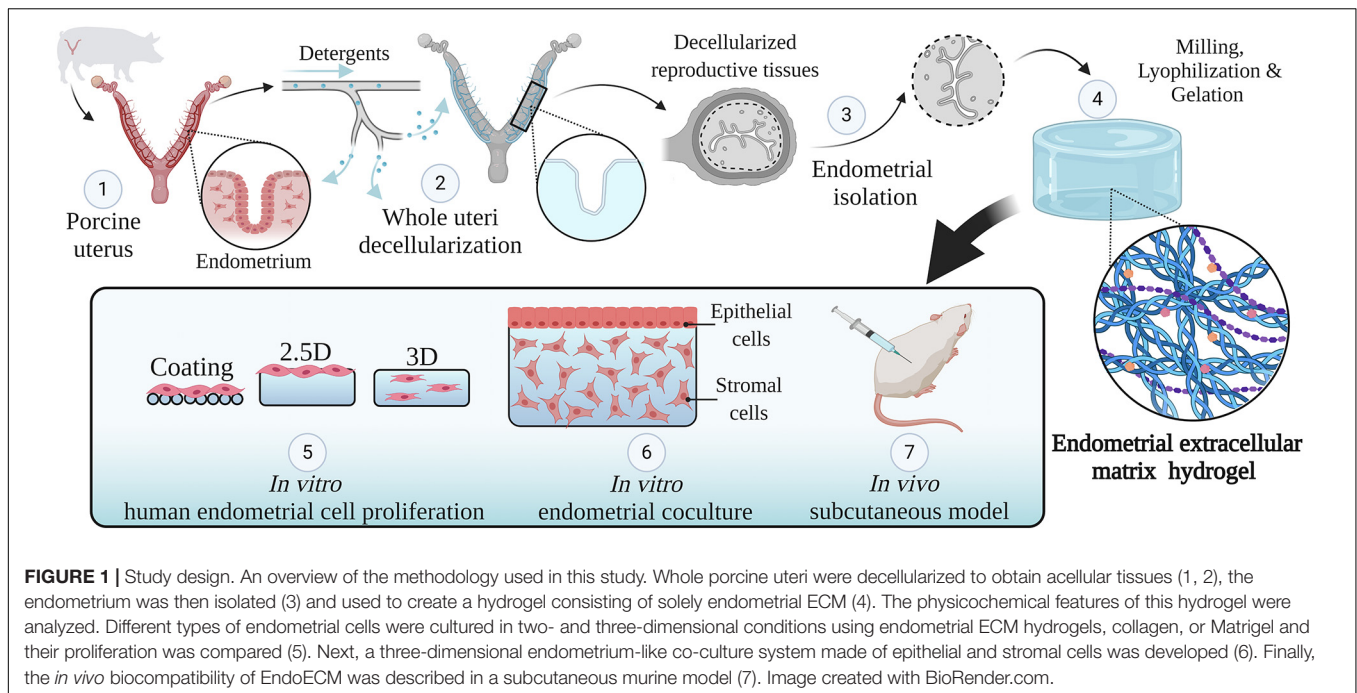 Detergents
Decellularized
reproductive tissues
Milling,
Lyophilization &
Gelation
1
Porcine
uterus
Endometrium
2
Whole uteri
decellularization
3
Endometrial
isolation
4
Endometrial extracellular
matrix hydrogel
Coating
2.5D
3D
5
In vitro
human endometrial cell proliferation
Epithelial
cells
Stromal
cells
6
In vitro
endometrial coculture
7
In vivo
subcutaneous model
FIGURE 1 | Study design. An overview of the methodology used in this study. Whole porcine uteri were decellularized to obtain acellular tissues (1, 2), the
endometrium was then isolated (3) and used to create a hydrogel consisting of solely endometrial ECM (4). The physicochemical features of this hydrogel were
analyzed. Different types of endometrial cells were cultured in two- and three-dimensional conditions using endometrial ECM hydrogels, collagen, or Matrigel and
their proliferation was compared (5). Next, a three-dimensional endometrium-like co-culture system made of epithelial and stromal cells was developed (6). Finally,
the in vivo biocompatibility of EndoECM was described in a subcutaneous murine model (7). Image created with BioRender.com.